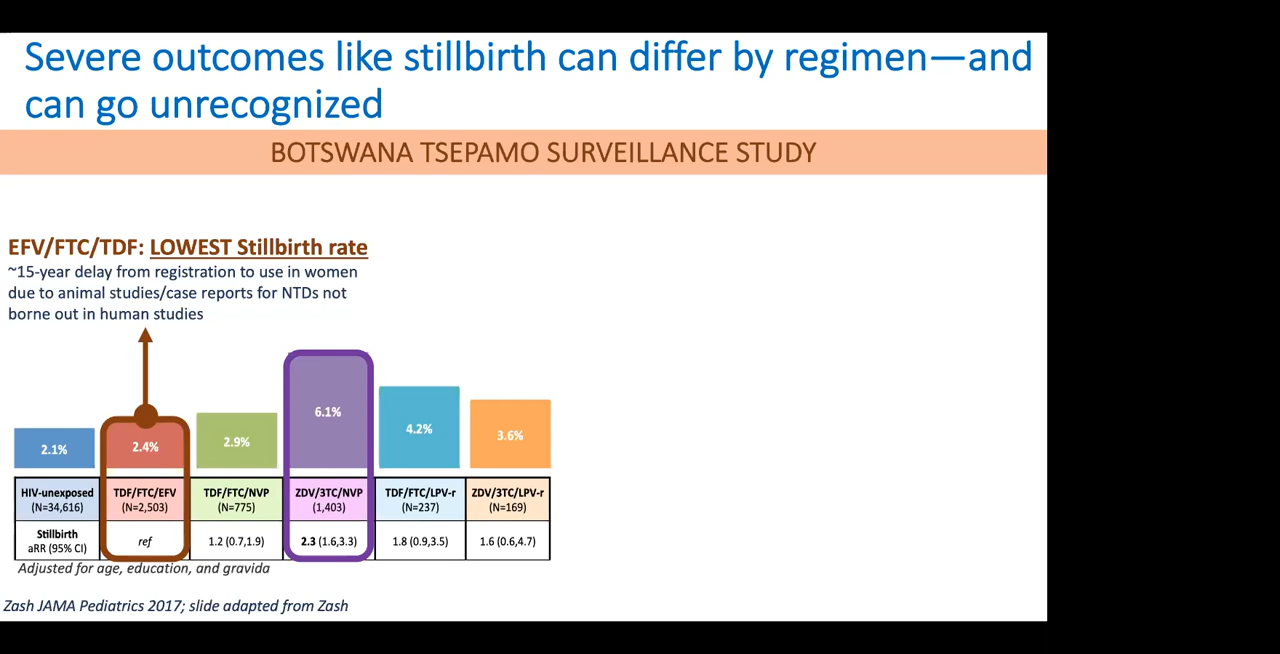 Severe outcomes like stillbirth can differ by regimen—and
can go unrecognized
BOTSWANA TSEPAMO SURVEILLANCE STUDY
EFV/FTC/TDF: LOWEST Stillbirth rate
~15-year delay from registration to use in women
due to animal studies/case reports for NTDs not
borne out in human studies
2.1%
2.4%
2.9%
6.1%
4.2%
3.6%
HIV-unexposed
(N=34,616)
TDF/FTC/EFV
(N=2,503)
TDF/FTC/NVP
(N=775)
ZDV/3TC/NVP
(1,403)
TDF/FTC/LPV-r
(N=237)
ZDV/3TC/LPV-r
(N=169)
Stillbirth
aRR (95% CI)
ref
1.2 (0.7,1.9)
2.3 (1.6,3.3)
1.8 (0.9,3.5)
1.6 (0.6,4.7)
Adjusted for age, education, and gravida
Zash JAMA Pediatrics 2017; slide adapted from Zash